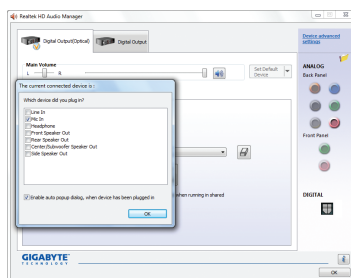 Realtek HD Audio Manager
Digital Output(Optical)
Digital Output
Device advanced settings
Main Volume
L
R
Set Default Device
ANALOG
Back Panel
The current connected device is :
Which device did you plug in?
Line In
Mic In
Headphone
Front Speaker Out
Rear Speaker Out
Center/Subwoofer Speaker Out
Side Speaker Out
Front Panel
when running in shared
Enable auto popup dialog, when device has been plugged in
OK
DIGITAL
GIGABYTE
TECHNOLOGY
OK